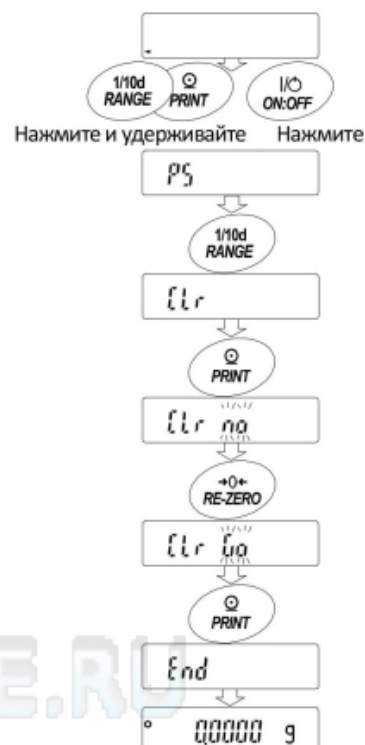 1/10d RANGE PRINT I/ ON:OFF
Нажмите и удерживайте Нажмите
PS
1/10d
RANGE
Clr
PRINT
Clr no
→0←
RE-ZERO
Clr Go
PRINT
End
0.0000 g
E.RU